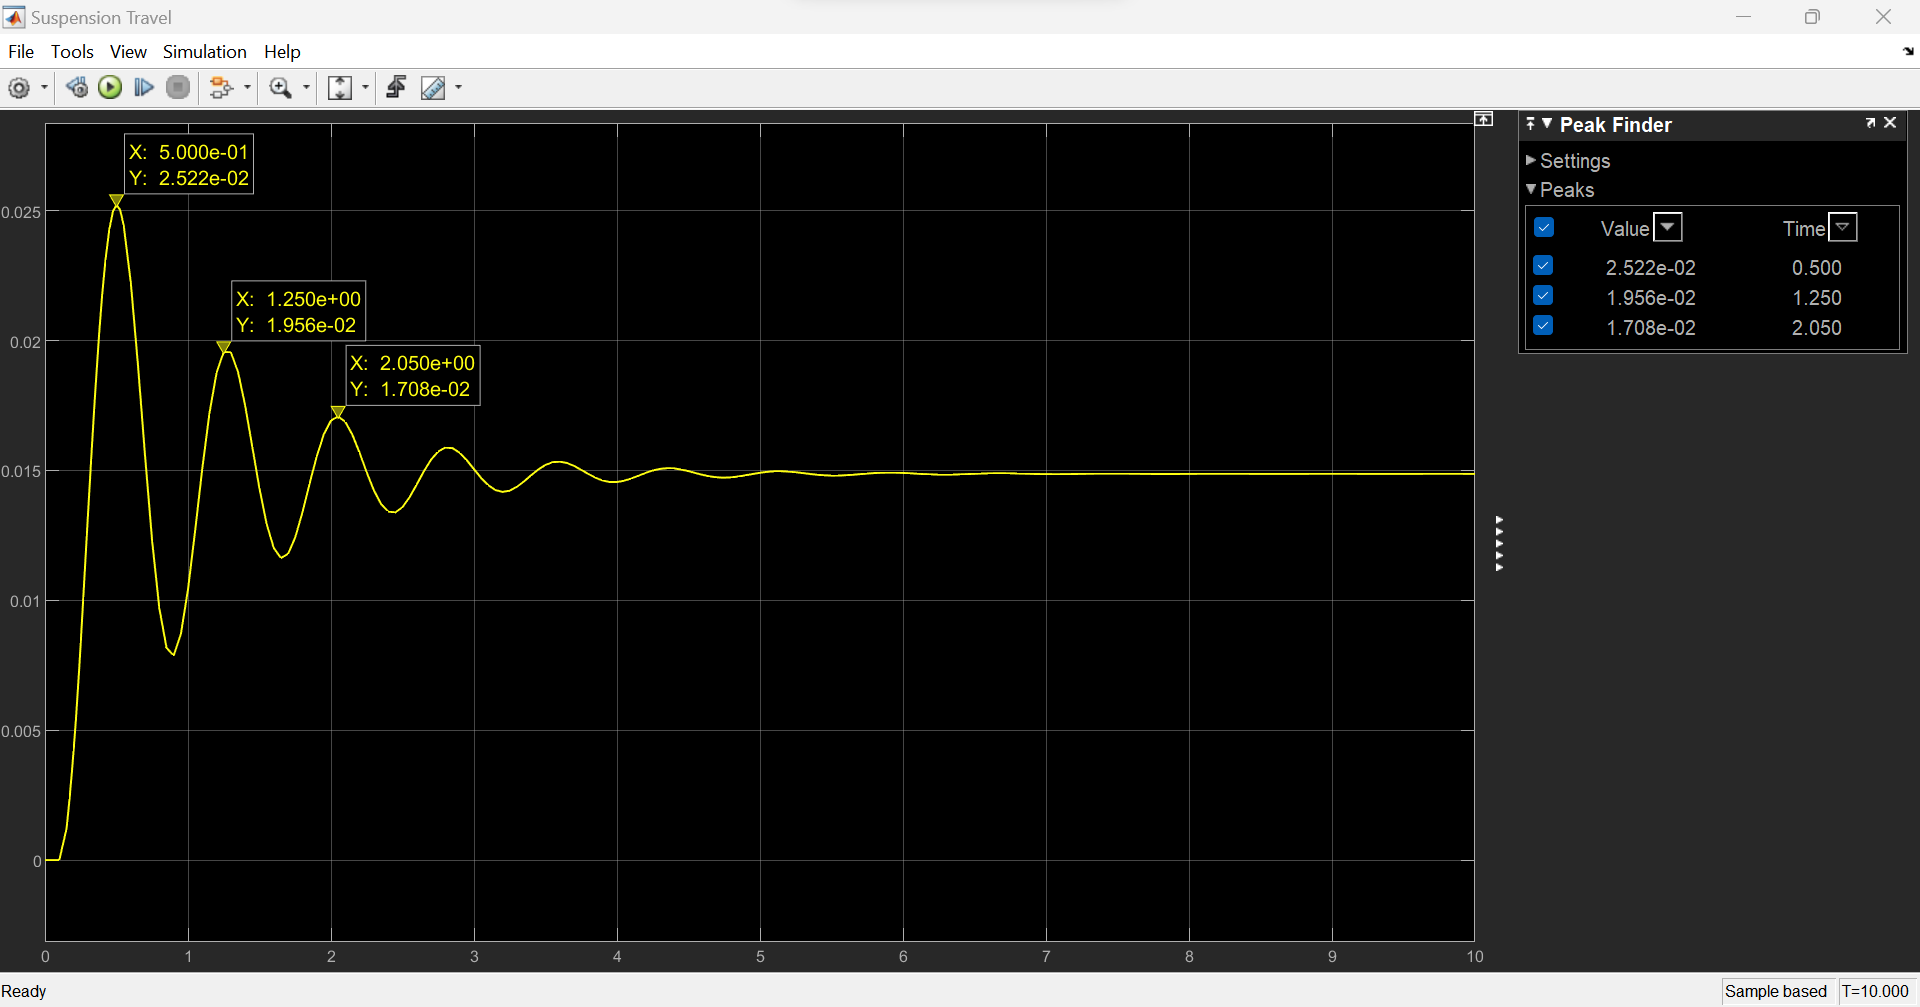 Suspension Travel
File Tools View Simulation Help
X: 5.000e-01
Y: 2.522e-02
X: 1.250e+00
Y: 1.956e-02
X: 2.050e+00
Y: 1.708e-02
0.025
0.02
0.015
0.01
0.005
0
0 1 2 3 4 5 6 7 8 9 10
Peak Finder
Settings
Peaks
Value Time
2.522e-02 0.500
1.956e-02 1.250
1.708e-02 2.050
Ready
Sample based T=10.000